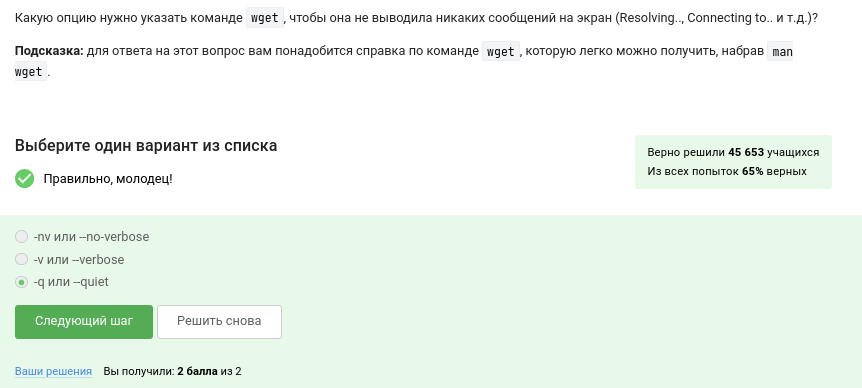 Какую опцию нужно указать команде wget, чтобы она не выводила никаких сообщений на экран (Resolving.., Connecting to.. и т.д.)?
Подсказка: для ответа на этот вопрос вам понадобится справка по команде wget, которую легко можно получить, набрав man
wget.
Выберите один вариант из списка
Правильно, молодец!
Верно решили 45 653 учащихся
Из всех попыток 65% верных
-nv или --no-verbose
-v или --verbose
-q или --quiet
Следующий шаг
Решить снова
Ваши решения Вы получили: 2 балла из 2